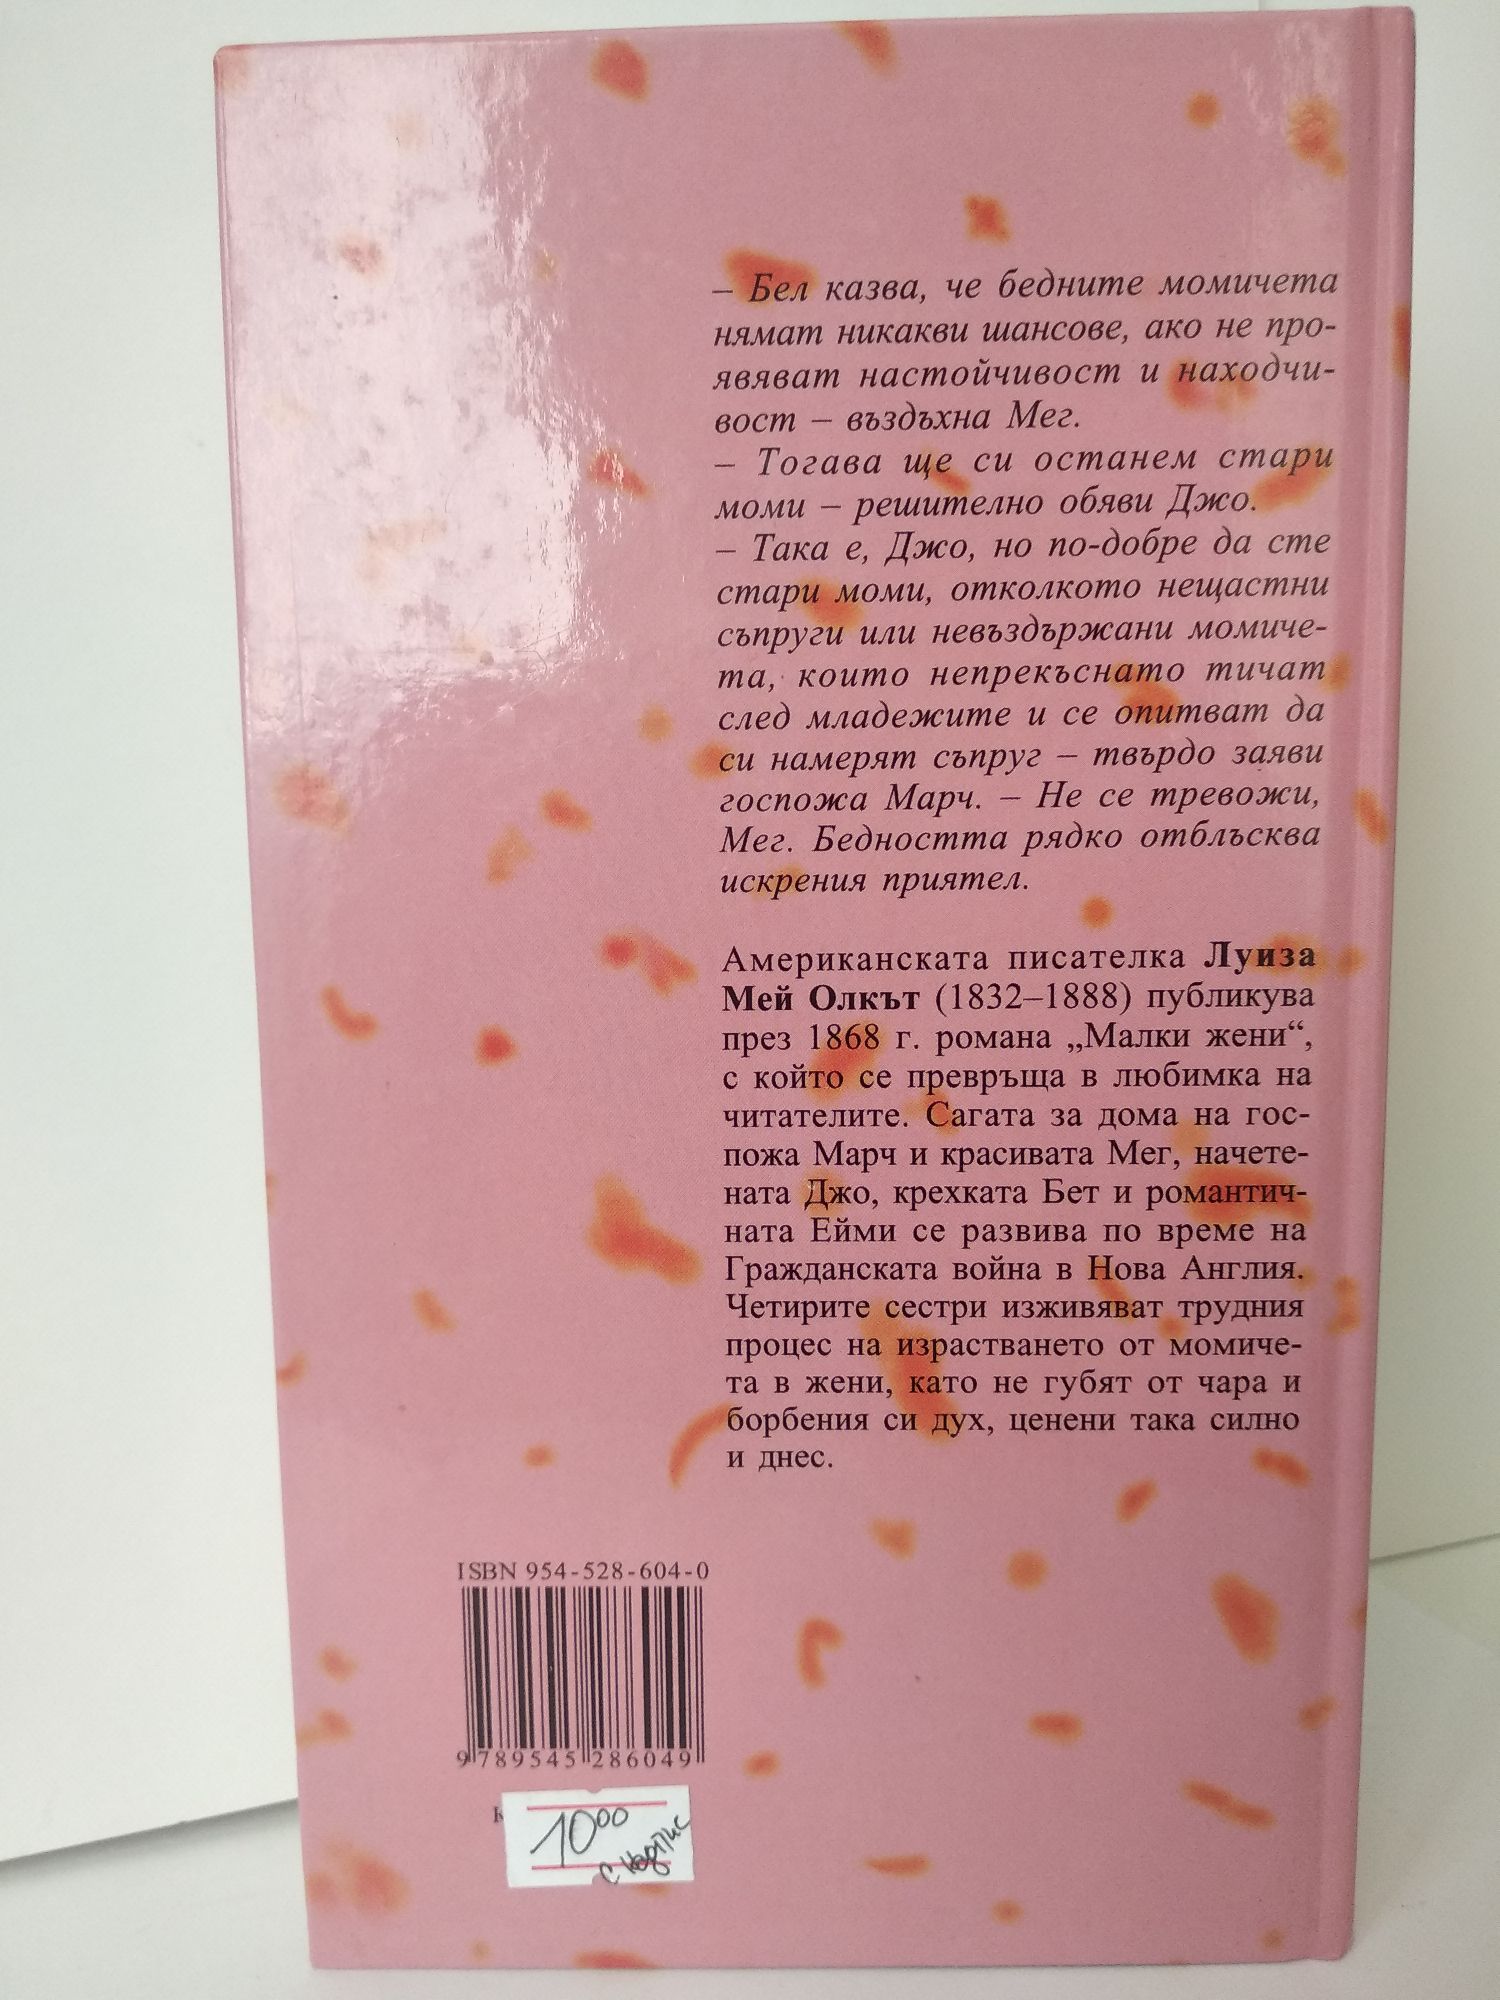 – Бел казва, че бедните момичета
нямат никакви шансове, ако не про-
явяват настойчивост и находчи-
вост – въздъхна Мег.
– Тогава ще си останем стари
моми – решително обяви Джо.
– Така е, Джо, но по-добре да сте
стари моми, отколкото нещастни
съпруги или невъздържани момиче-
та, които непрекъснато тичат
след младежите и се опитват да
си намерят съпруг – твърдо заяви
госпожа Марч. – Не се тревожи,
Мег. Бедността рядко отблъсква
искрения приятел.
Американската писателка Луиза
Мей Олкът (1832–1888) публикува
през 1868 г. романа „Малки жени“,
с който се превръща в любимка на
читателите. Сагата за дома на гос-
пожа Марч и красивата Мег, начете-
ната Джо, крехката Бет и романтич-
ната Ейми се развива по време на
Гражданската война в Нова Англия.
Четирите сестри изживяват трудния
процес на израстването от момиче-
та в жени, като не губят от чара и
борбения си дух, ценени така силно
и днес.
ISBN 954-528-604-0
9 789545 286049
10⁰⁰
с надпис